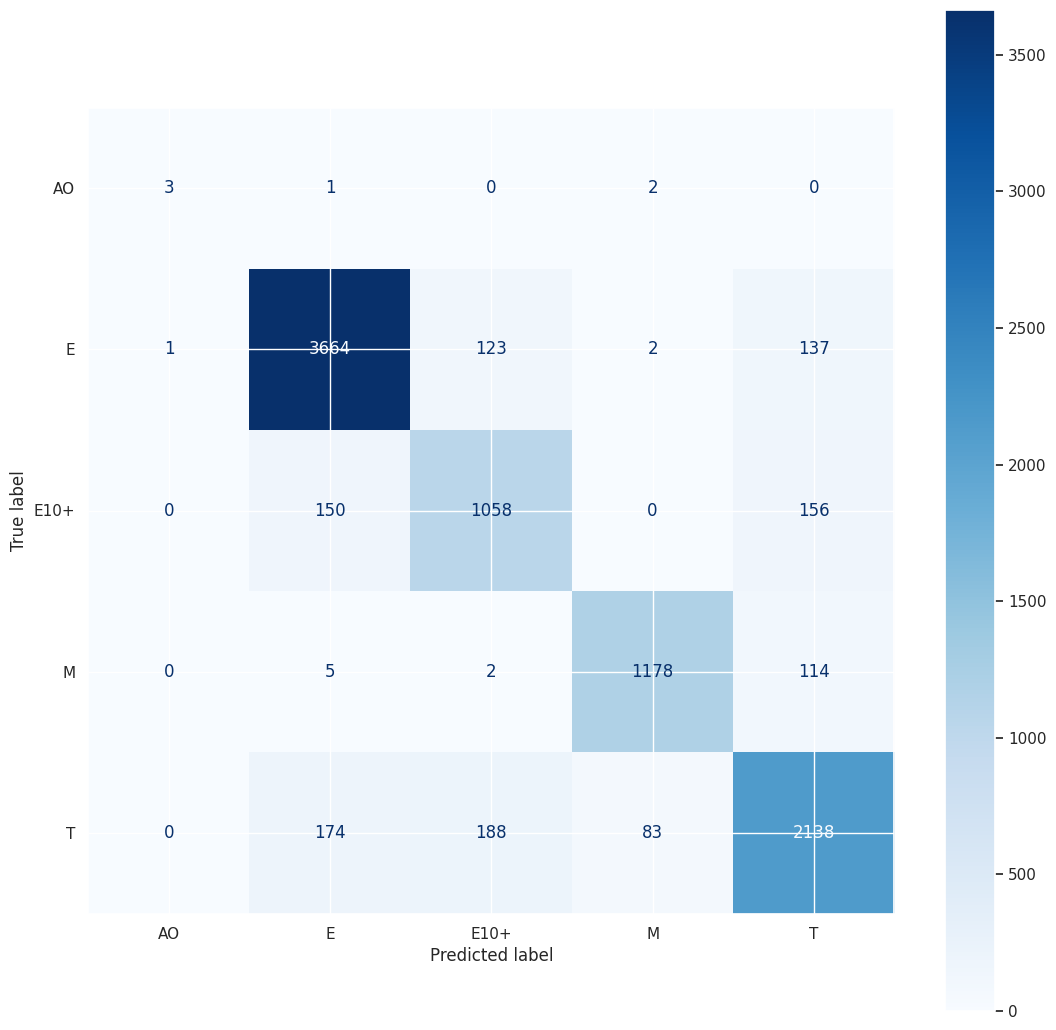 AO 3 1 0 2 0
E 1 3664 123 2 137
E10+ 0 150 1058 0 156
M 0 5 2 1178 114
T 0 174 188 83 2138
AO E E10+ M T
Predicted label
True label
3500
3000
2500
2000
1500
1000
500
0